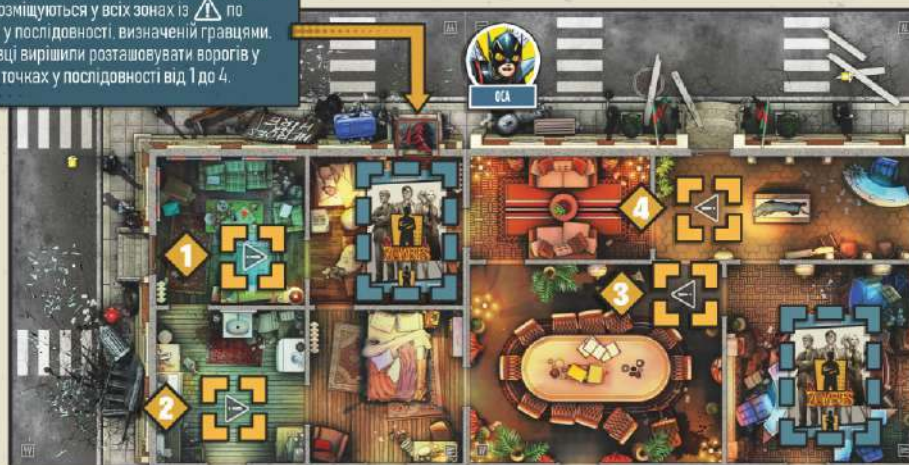 розміщуються у всіх зонах із ⚠ по
у послідовності, визначеній гравцями.
вці вирішили розташовувати ворогів у
точках у послідовності від 1 до 4.
ОСА
1
4
3
2